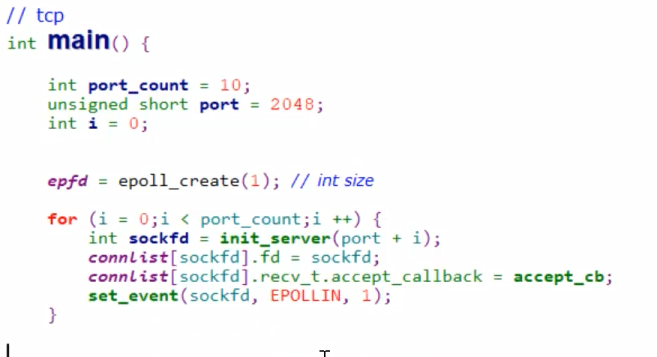 // tcp
int main() {
int port_count = 10;
unsigned short port = 2048;
int i = 0;
epfd = epoll_create(1); // int size
for (i = 0;i < port_count;i ++) {
int sockfd = init_server(port + i);
connlist[sockfd].fd = sockfd;
connlist[sockfd].recv_t.accept_callback = accept_cb;
set_event(sockfd, EPOLLIN, 1);
}